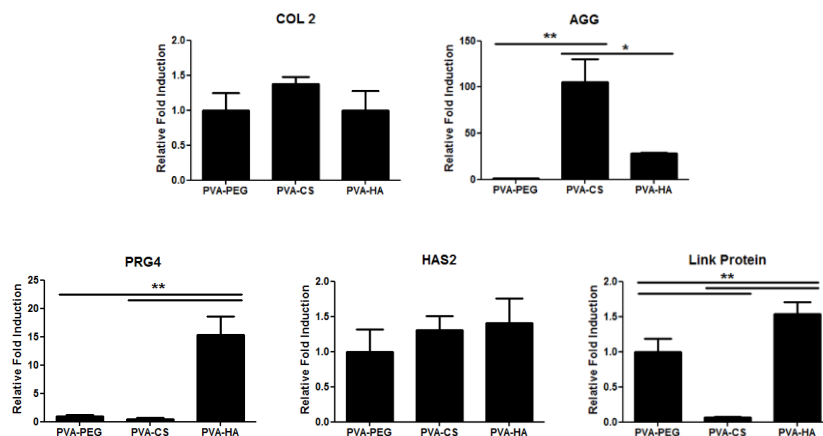 COL 2
Relative Fold Induction
2.0
1.5
1.0
0.5
0.0
PVA-PEG PVA-CS PVA-HA
AGG
**
*
Relative Fold Induction
150
100
50
0
PVA-PEG PVA-CS PVA-HA
PRG4
**
Relative Fold Induction
25
20
15
10
5
0
PVA-PEG PVA-CS PVA-HA
HAS2
Relative Fold Induction
2.0
1.5
1.0
0.5
0.0
PVA-PEG PVA-CS PVA-HA
Link Protein
**
Relative Fold Induction
2.0
1.5
1.0
0.5
0.0
PVA-PEG PVA-CS PVA-HA